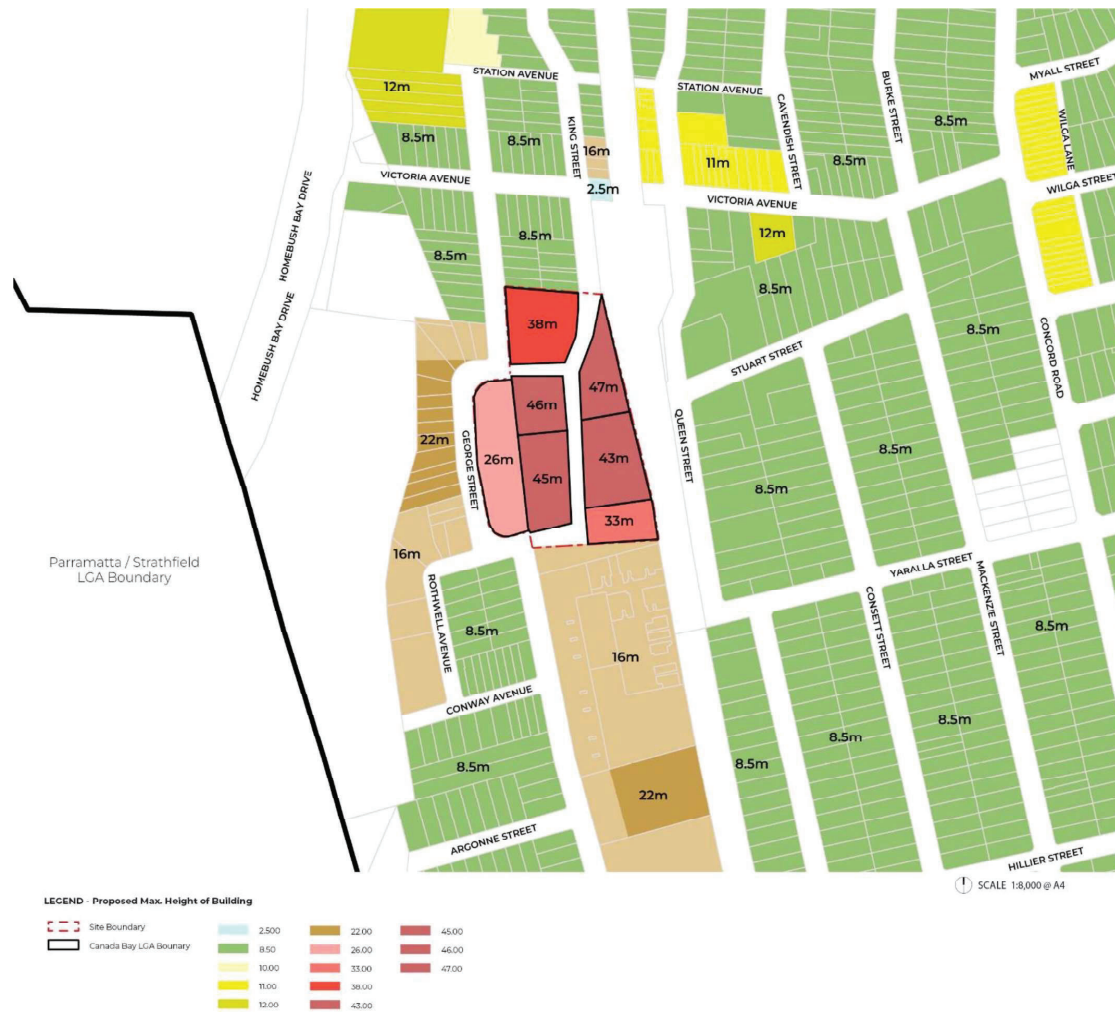 STATION AVENUE
STATION AVENUE
MYALL STREET
12m
8.5m
8.5m
KING STREET
16m
11m
CAVENDISH STREET
BURKE STREET
8.5m
8.5m
WILGA LANE
VICTORIA AVENUE
2.5m
VICTORIA AVENUE
WILGA STREET
HOMEBUSH BAY DRIVE
8.5m
8.5m
12m
8.5m
HOMEBUSH BAY DRIVE
38m
8.5m
CONCORD ROAD
STUART STREET
47m
46m
22m
GEORGE STREET
26m
45m
43m
QUEEN STREET
8.5m
8.5m
33m
16m
Parramatta / Strathfield
LGA Boundary
YARALLA STREET
ROTHWELL AVENUE
8.5m
16m
CONSETT STREET
MACKENZIE STREET
8.5m
CONWAY AVENUE
8.5m
8.5m
8.5m
8.5m
22m
ARGONNE STREET
HILLIER STREET
SCALE 1:8,000 @ A4
LEGEND - Proposed Max. Height of Building
Site Boundary
Canada Bay LGA Bounary
2.500
8.50
10.00
11.00
12.00
22.00
26.00
33.00
38.00
43.00
45.00
46.00
47.00